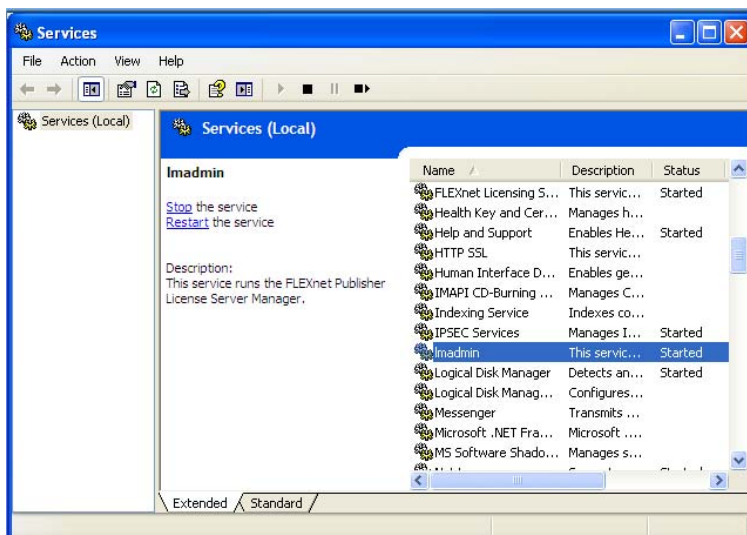 Services
File Action View Help
Services (Local)
Services (Local)
lmadmin
Stop the service
Restart the service
Description:
This service runs the FLEXnet Publisher
License Server Manager.
Name Description Status
FLEXnet Licensing S... This servic... Started
Health Key and Cer... Manages h...
Help and Support Enables He... Started
HTTP SSL This servic...
Human Interface D... Enables ge...
IMAPI CD-Burning ... Manages C...
Indexing Service Indexes co...
IPSEC Services Manages I... Started
lmadmin This servic... Started
Logical Disk Manager Detects an... Started
Logical Disk Manag... Configures...
Messenger Transmits ...
Microsoft .NET Fra... Microsoft ....
MS Software Shado... Manages s...
Extended Standard